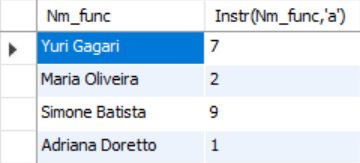 Nm_func Instr(Nm_func,'a')
Yuri Gagari 7
Maria Oliveira 2
Simone Batista 9
Adriana Doretto 1